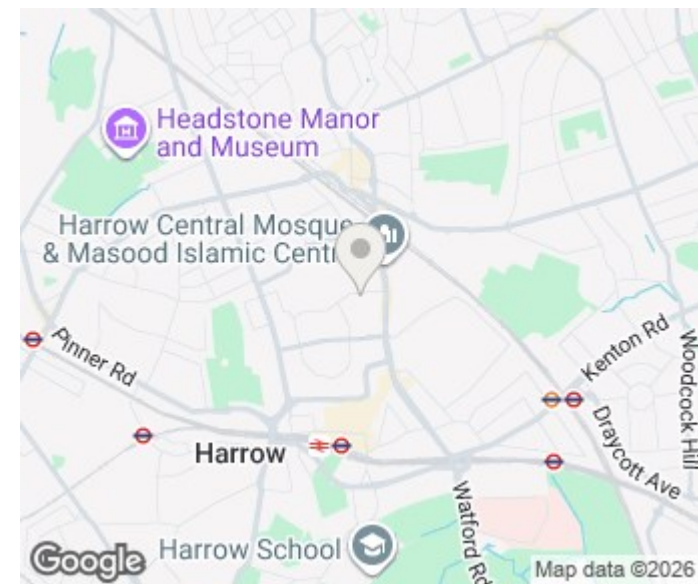 Headstone Manor
and Museum
Harrow Central Mosque
& Masood Islamic Centr
Pinner Rd
Kenton Rd
Woodcock Hill
Draycott Ave
Harrow
Watford Rd
Harrow School
Google
Map data ©2026